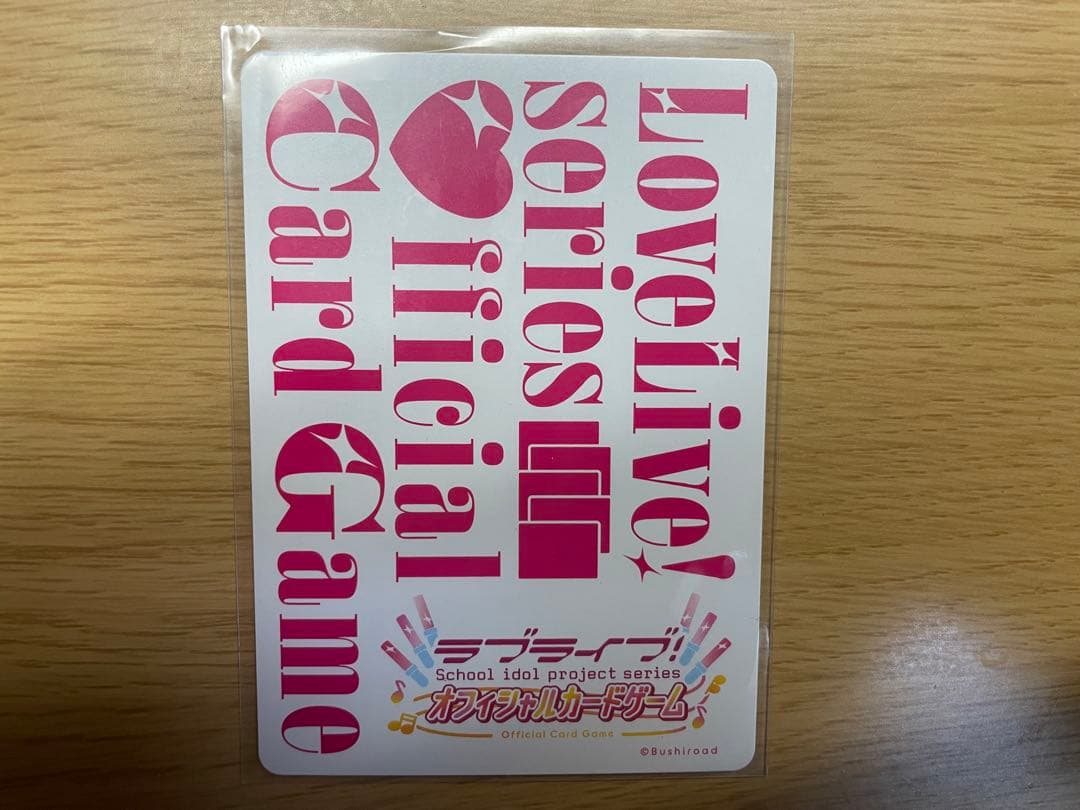 LoveLive!
series
Official
Card Game
ラブライブ!
School idol project series
オフィシャルカードゲーム
Official Card Game
©Bushiroad